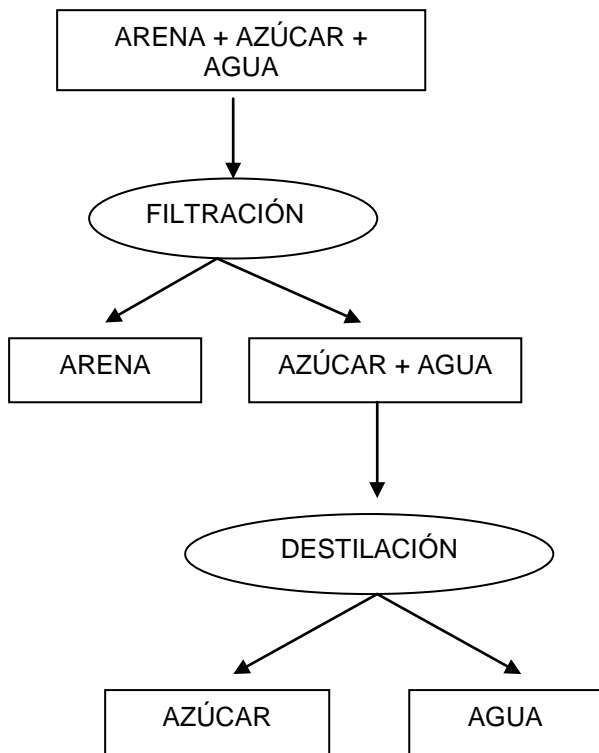 ARENA + AZÚCAR +
AGUA
FILTRACIÓN
ARENA
AZÚCAR + AGUA
DESTILACIÓN
AZÚCAR
AGUA